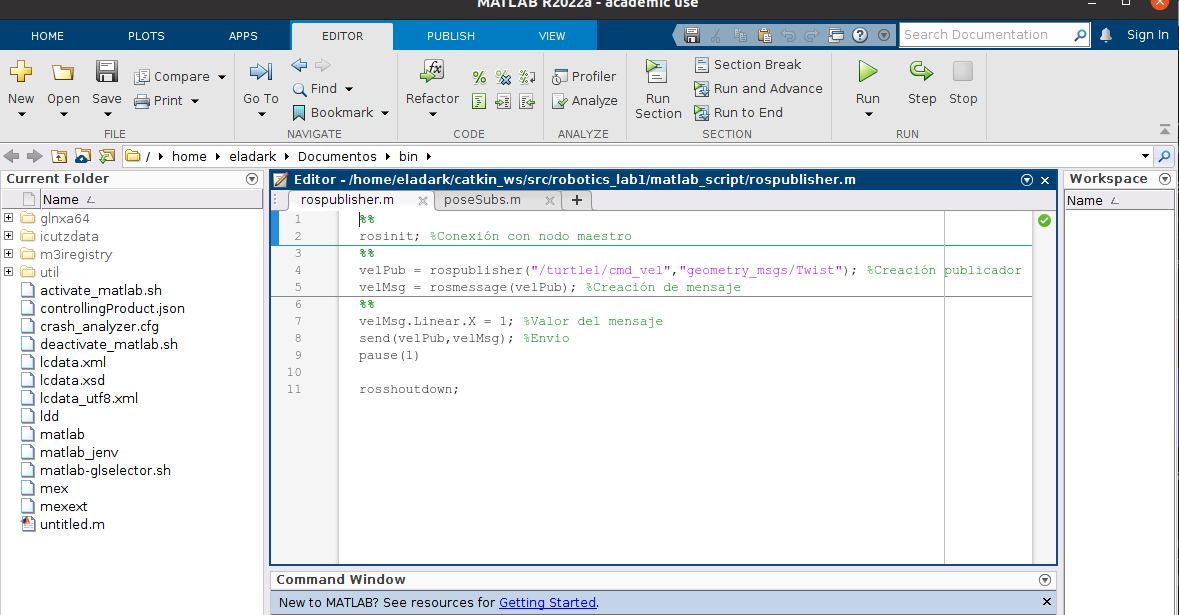 MATLAB R2022a - academic use
HOME PLOTS APPS EDITOR PUBLISH VIEW Search Documentation Sign In
New Open Save Compare Print FILE
Go To Find Bookmark NAVIGATE
Refactor CODE
Profiler Analyze ANALYZE
Run Section Section Break Run and Advance Run to End SECTION
Run Step Stop RUN
/ home eladark Documentos bin
Current Folder
Name
glnxa64
icutzdata
m3iregistry
util
activate_matlab.sh
controllingProduct.json
crash_analyzer.cfg
deactivate_matlab.sh
lcdata.xml
lcdata.xsd
lcdata_utf8.xml
ldd
matlab
matlab_jenv
matlab-glselector.sh
mex
mexext
untitled.m
Editor - /home/eladark/catkin_ws/src/robotics_lab1/matlab_script/rospublisher.m
rospublisher.m poseSubs.m +
1 %%
2 rosinit; %Conexión con nodo maestro
3 %%
4 velPub = rospublisher("/turtle1/cmd_vel","geometry_msgs/Twist"); %Creación publicador
5 velMsg = rosmessage(velPub); %Creación de mensaje
6 %%
7 velMsg.Linear.X = 1; %Valor del mensaje
8 send(velPub,velMsg); %Envio
9 pause(1)
10
11 rosshoutdown;
Workspace
Name
Command Window
New to MATLAB? See resources for Getting Started.